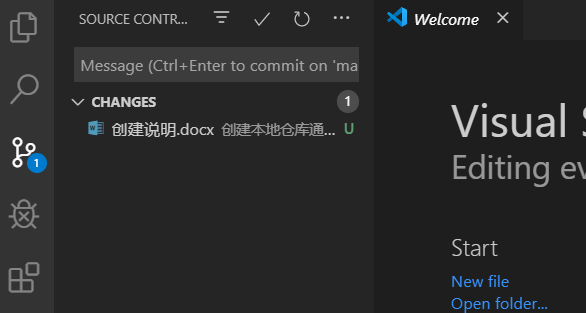 SOURCE CONTR...
Welcome
Message (Ctrl+Enter to commit on 'ma
CHANGES
1
创建说明.docx 创建本地仓库通... U
1
Visual S
Editing ev
Start
New file
Open folder...